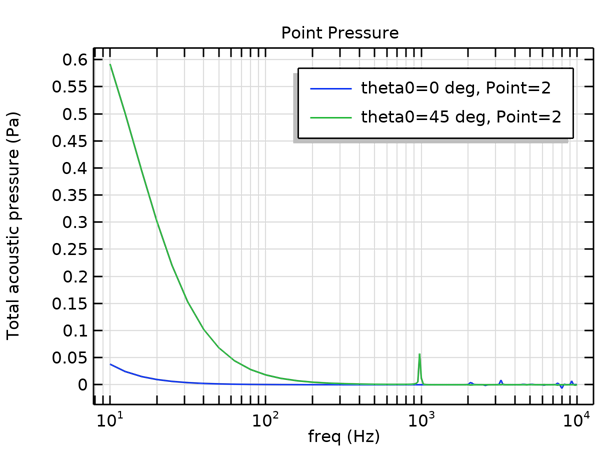 Point Pressure
theta0=0 deg, Point=2
theta0=45 deg, Point=2
Total acoustic pressure (Pa)
0.6
0.55
0.5
0.45
0.4
0.35
0.3
0.25
0.2
0.15
0.1
0.05
0
10¹ 10² 10³ 10⁴
freq (Hz)